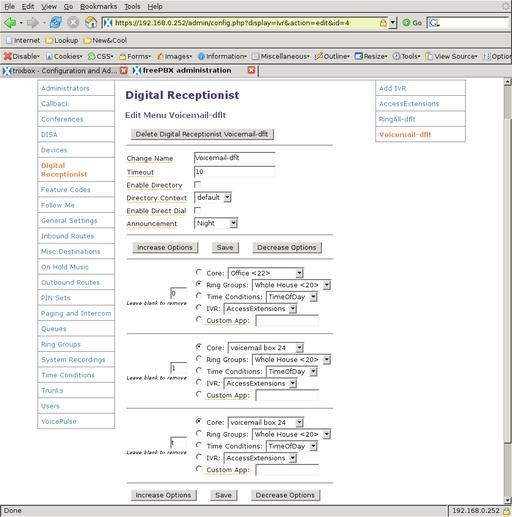 File Edit View Go Bookmarks Tools Help
https://192.168.0.252/admin/config.php?display=ivr&action=edit&id=4 Go
Internet Lookup New&Cool
Disable CSS Forms Images Information Miscellaneous Outline Resize Tools View Source Option
trixbox - Configuration and Ad... freePBX administration
Administrators
Callback
Conferences
DISA
Devices
Digital Receptionist
Feature Codes
Follow Me
General Settings
Inbound Routes
Misc Destinations
On Hold Music
Outbound Routes
PIN Sets
Paging and Intercom
Queues
Ring Groups
System Recordings
Time Conditions
Trunks
Users
VoicePulse
Digital Receptionist
Edit Menu Voicemail-dflt
Delete Digital Receptionist Voicemail-dflt
Change Name Voicemail-dflt
Timeout 10
Enable Directory
Directory Context default
Enable Direct Dial
Announcement Night
Increase Options Save Decrease Options
0
Leave blank to remove
Core: Office <22>
Ring Groups: Whole House <20>
Time Conditions: TimeOfDay
IVR: AccessExtensions
Custom App:
1
Leave blank to remove
Core: voicemail box 24
Ring Groups: Whole House <20>
Time Conditions: TimeOfDay
IVR: AccessExtensions
Custom App:
t
Leave blank to remove
Core: voicemail box 24
Ring Groups: Whole House <20>
Time Conditions: TimeOfDay
IVR: AccessExtensions
Custom App:
Increase Options Save Decrease Options
Add IVR
AccessExtensions
RingAll-dflt
Voicemail-dflt
Done 192.168.0.252